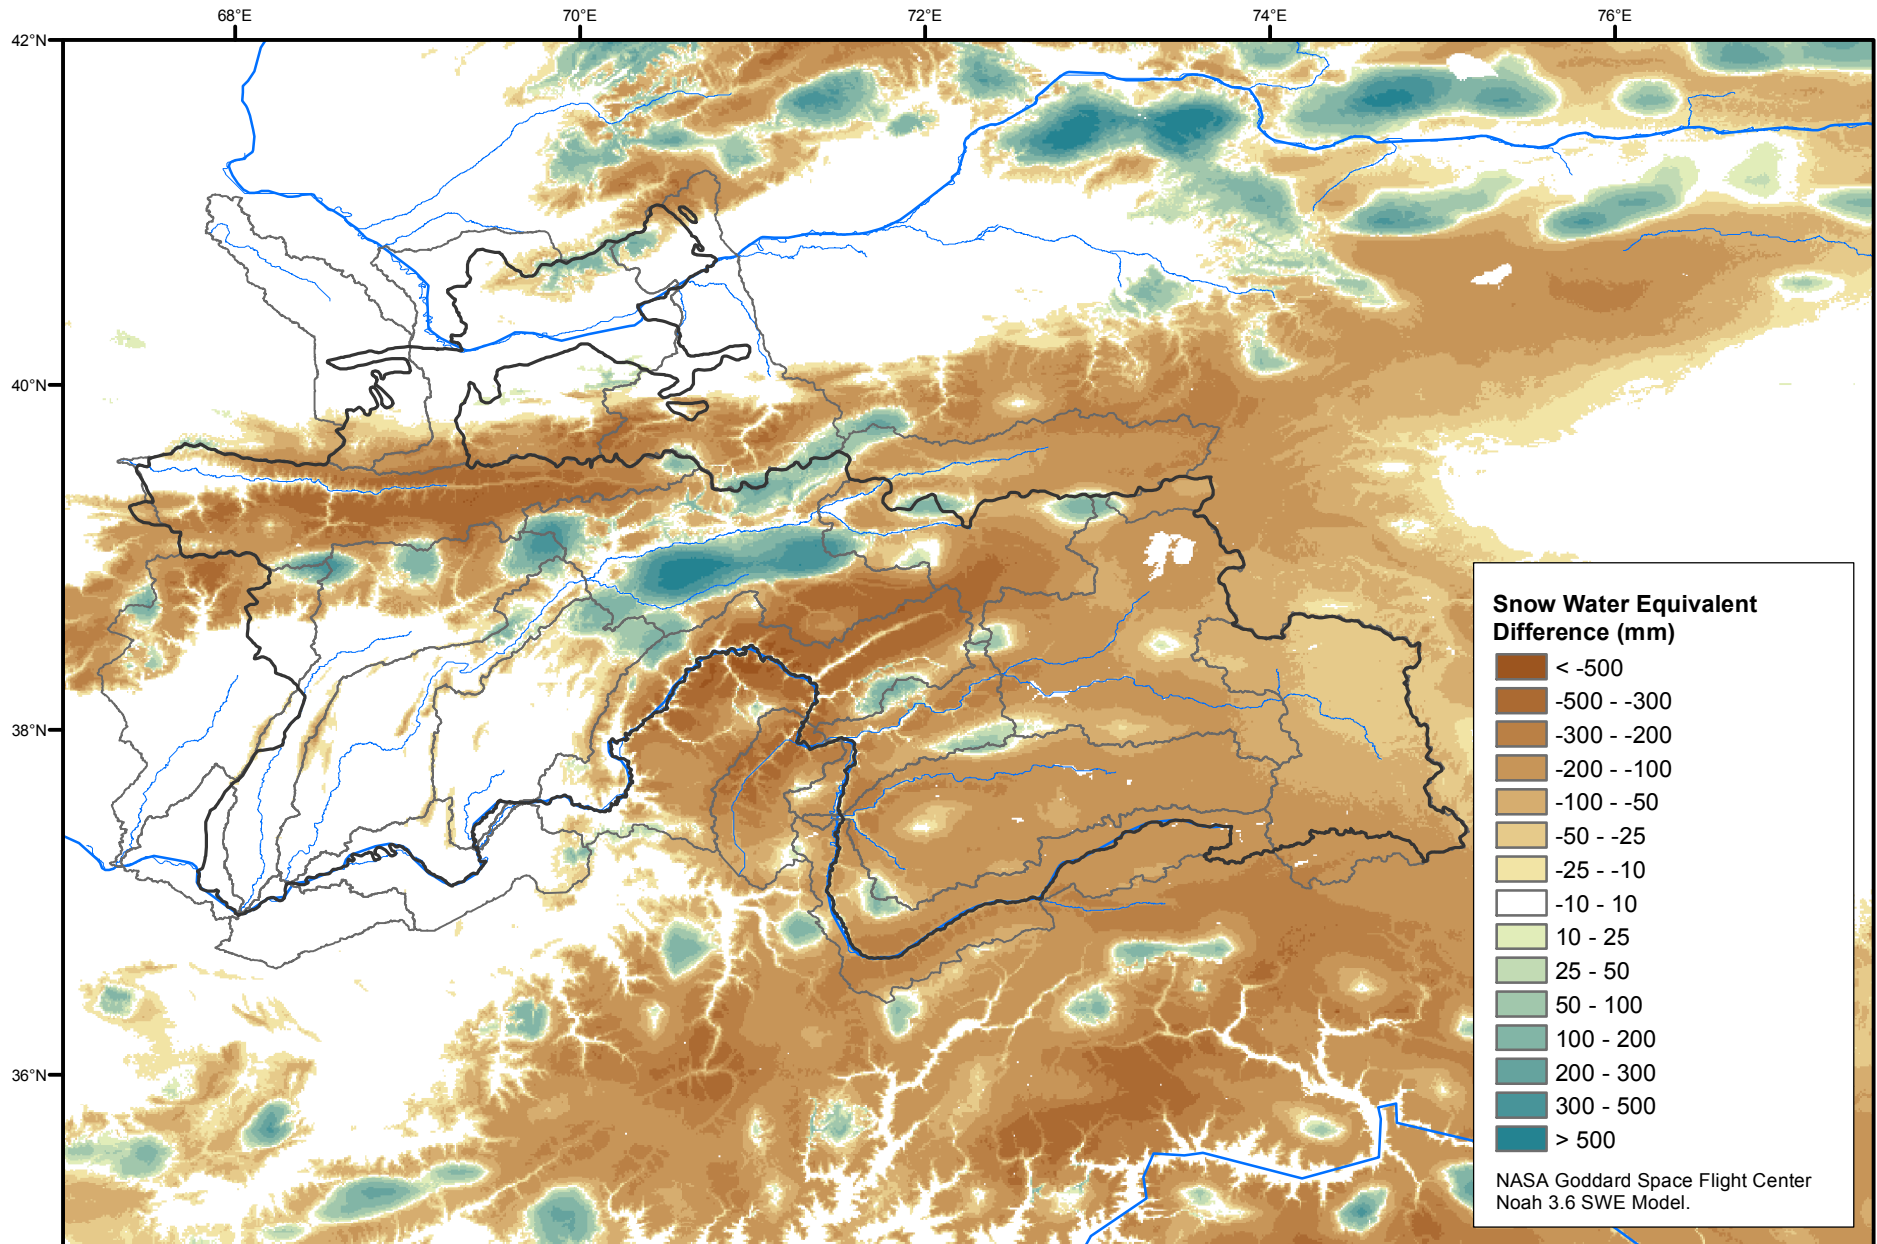 68°E 70°E 72°E 74°E 76°E
42°N
40°N
38°N
36°N
Snow Water Equivalent
Difference (mm)
< -500
-500 - -300
-300 - -200
-200 - -100
-100 - -50
-50 - -25
-25 - -10
-10 - 10
10 - 25
25 - 50
50 - 100
100 - 200
200 - 300
300 - 500
> 500
NASA Goddard Space Flight Center
Noah 3.6 SWE Model.